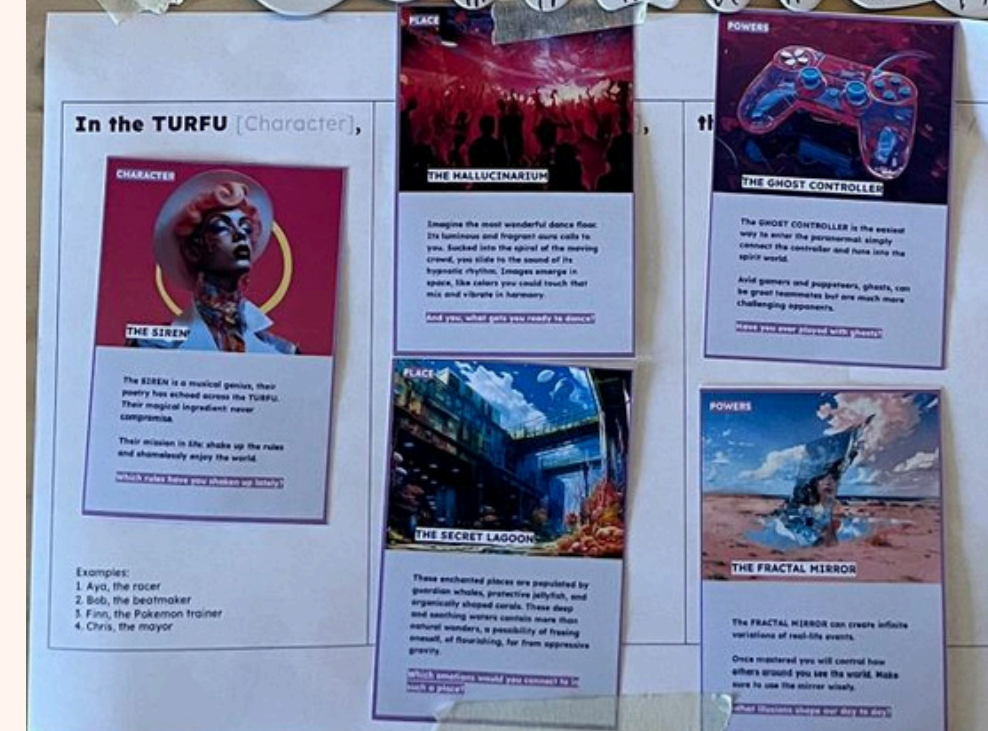 In the TURFU [Character],
CHARACTER
THE SIREN
The SIREN is a musical genius, their
poetry has echoed across the TURFU.
Their magical ingredient: never
compromise.
Their mission in life: shake up the rules
and shamelessly enjoy the world.
Which rules have you shaken up lately?
Examples:
1. Aya, the racer
2. Bob, the beatmaker
3. Finn, the Pokemon trainer
4. Chris, the mayor
PLACE
THE HALLUCINARIUM
Imagine the most wonderful dance floor.
Its luminous and fragrant aura calls to
you. Sucked into the spiral of the moving
crowd, you slide to the sound of its
hypnotic rhythm. Images emerge in
space, like colors you could touch that
mix and vibrate in harmony.
And you, what gets you ready to dance?
PLACE
THE SECRET LAGOON
These enchanted places are populated by
guardian whales, protective jellyfish, and
organically shaped corals. These deep
and soothing waters contain more than
natural wonders, a possibility of freeing
oneself, of flourishing, far from oppressive
gravity.
Which emotions would you connect to in
such a place?
],
th
POWERS
THE GHOST CONTROLLER
The GHOST CONTROLLER is the easiest
way to enter the paranormal: simply
connect the controller and tune into the
spirit world.
Avid gamers and puppeteers, ghosts, can
be great teammates but are much more
challenging opponents.
Have you ever played with ghosts?
POWERS
THE FRACTAL MIRROR
The FRACTAL MIRROR can create infinite
variations of real-life events.
Once mastered you will control how
others around you see the world. Make
sure to use the mirror wisely.
What illusions shape our day to day?